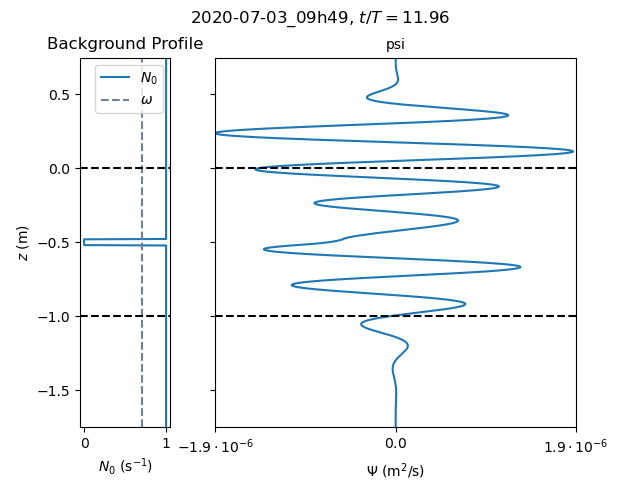 2020-07-03_09h49, t/T = 11.96
Background Profile
psi
N₀
ω
0.5
0.0
−0.5
−1.0
−1.5
z (m)
0
1
N₀ (s⁻¹)
−1.9 · 10⁻⁶
0.0
1.9 · 10⁻⁶
Ψ (m²/s)